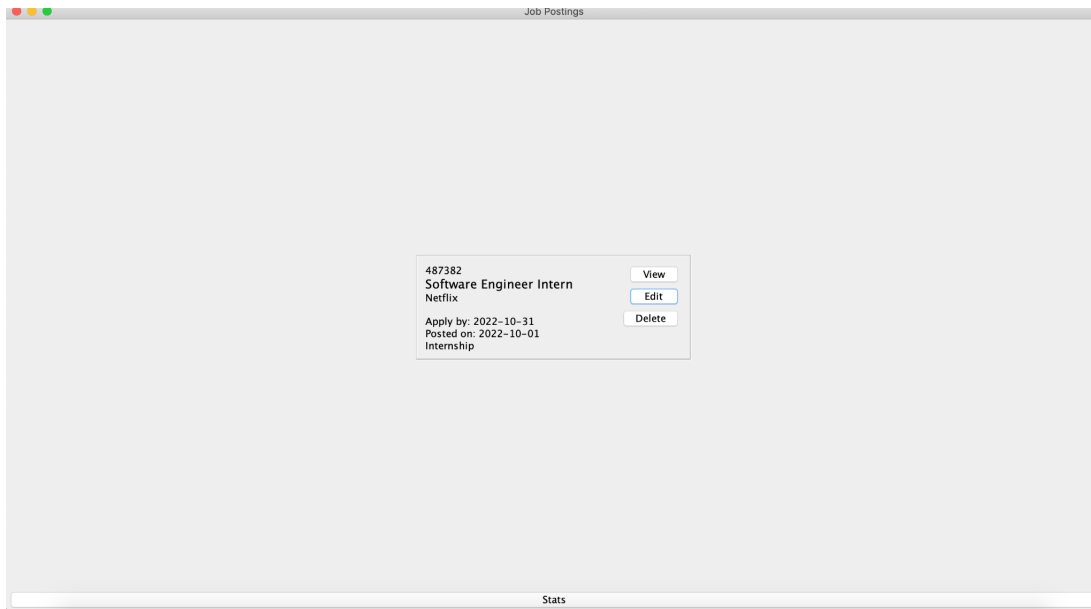 Job Postings
487382
Software Engineer Intern
Netflix
Apply by: 2022-10-31
Posted on: 2022-10-01
Internship
View
Edit
Delete
Stats